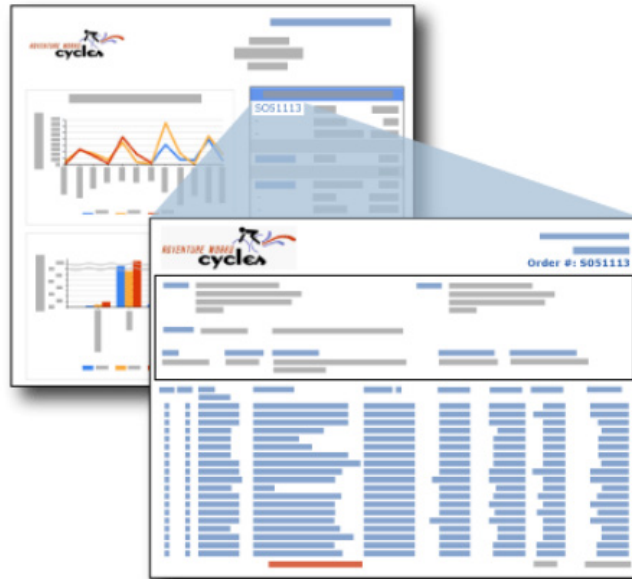 ADVENTURE WORKS
cycles
SO51113
ADVENTURE WORKS
cycles
Order #: SO51113